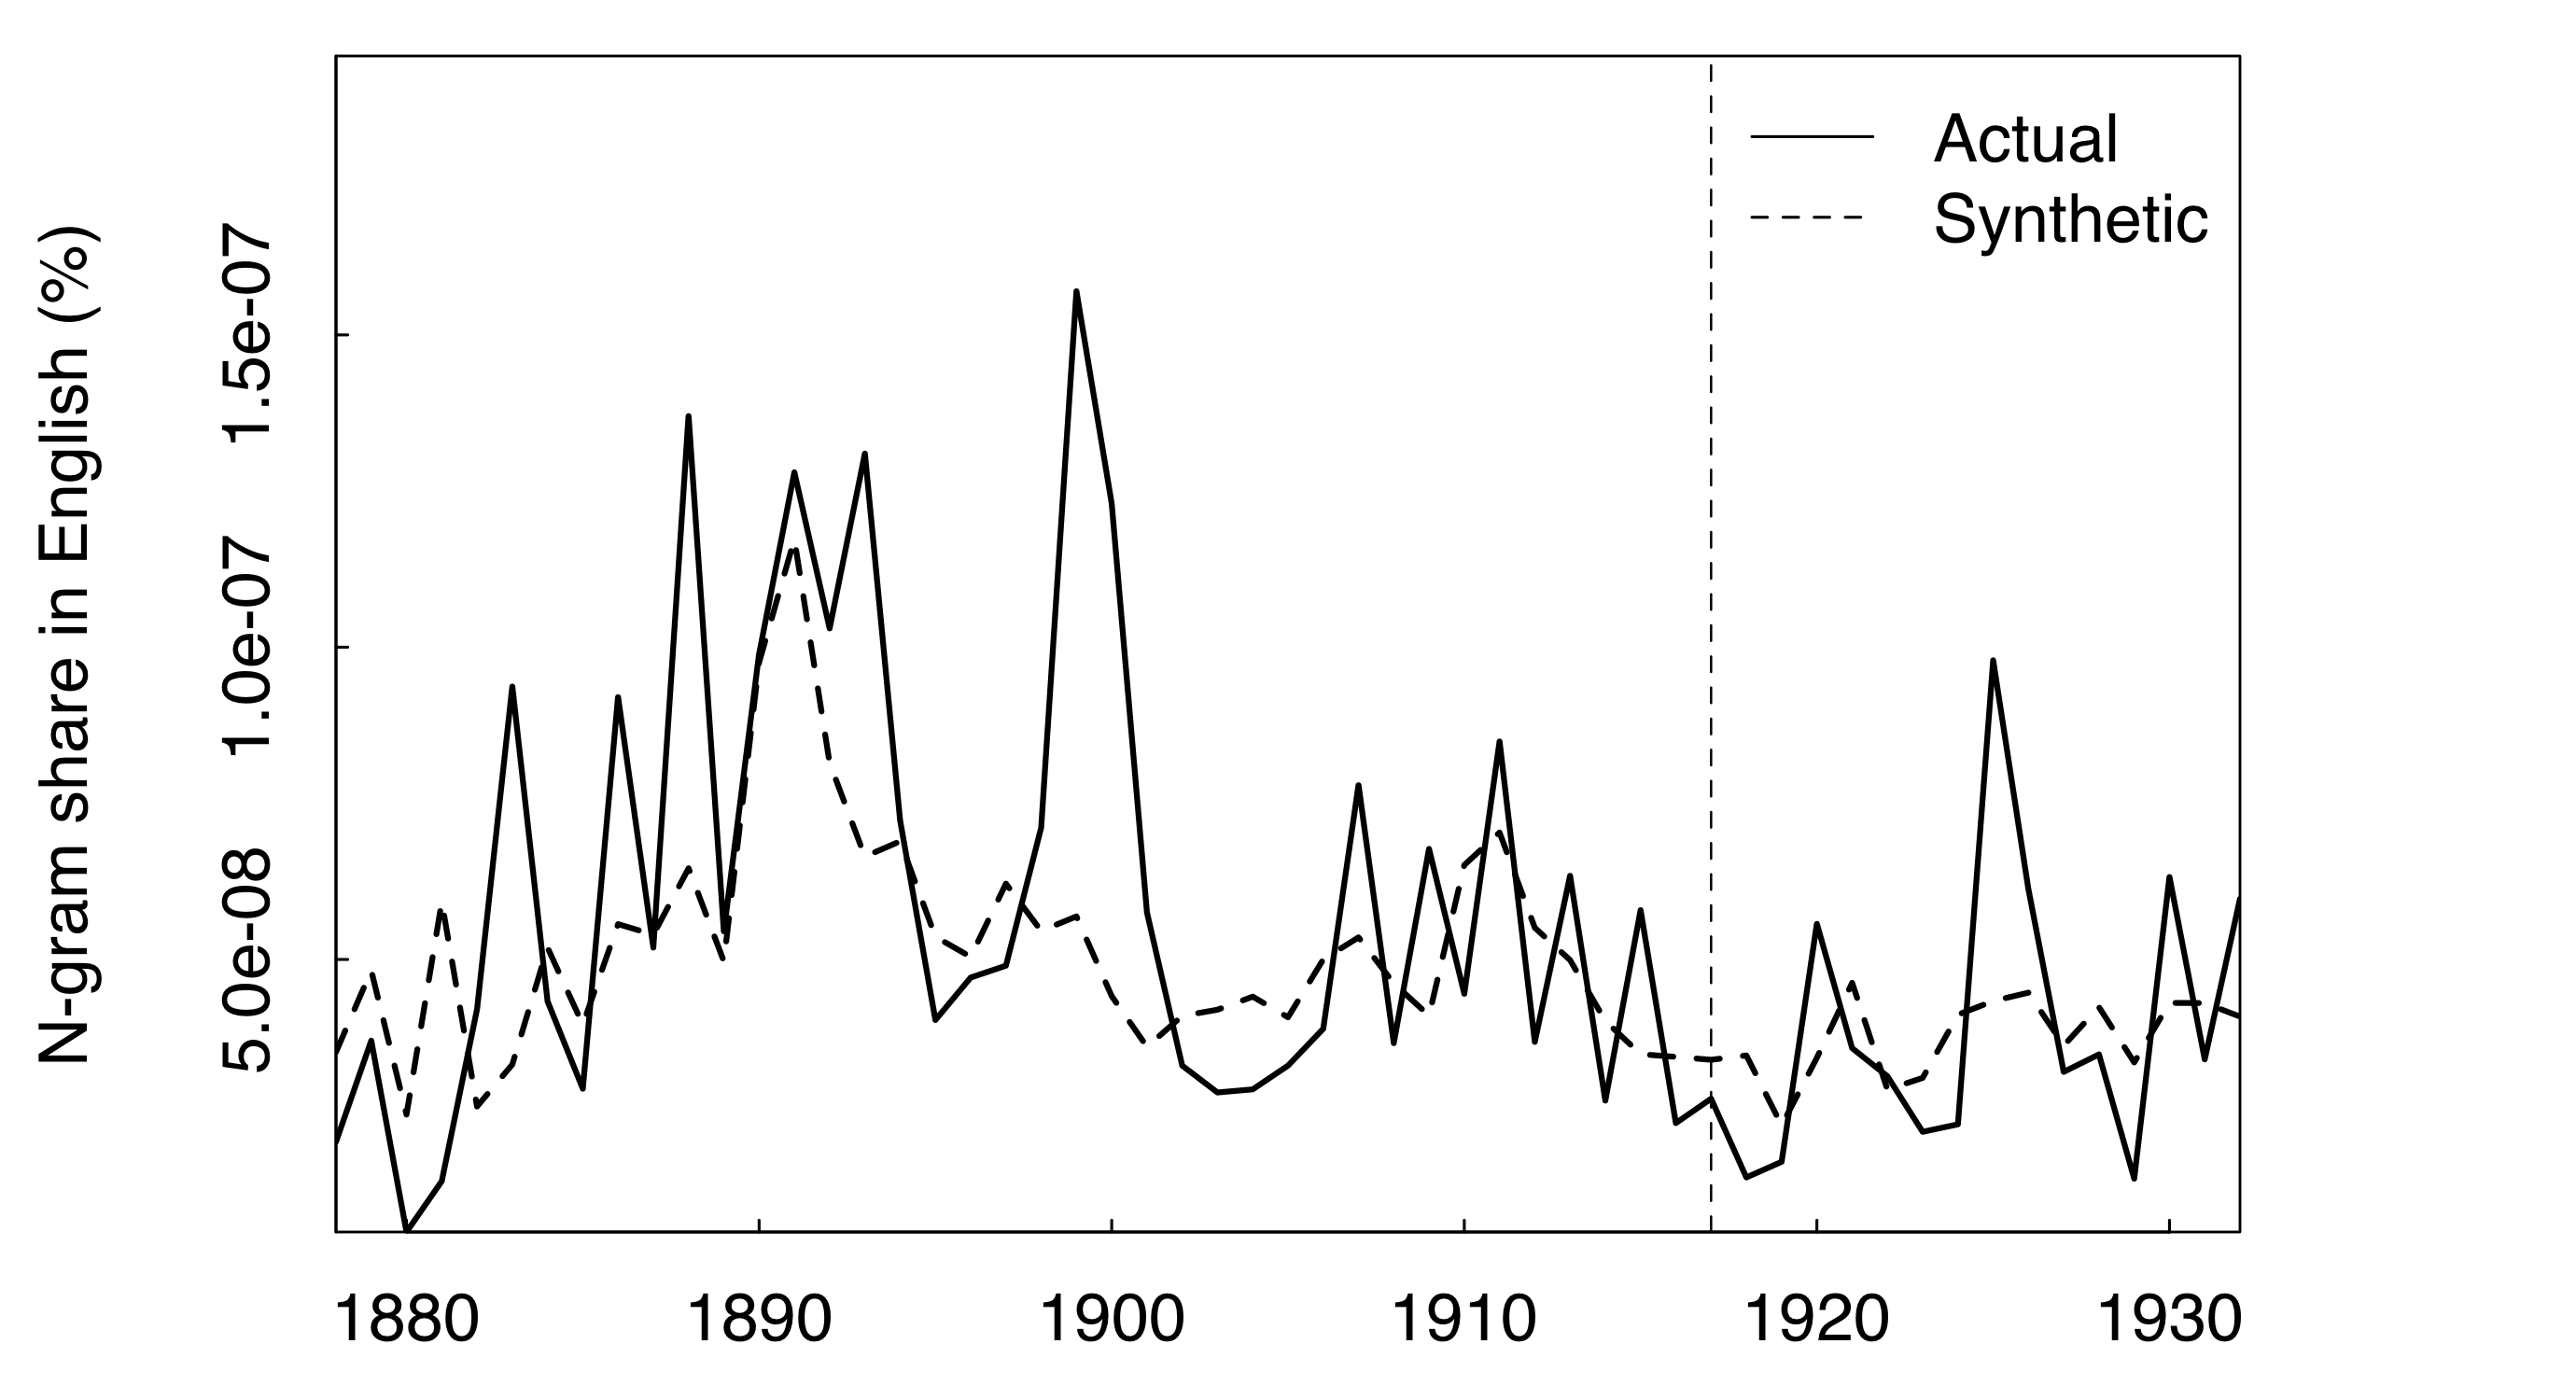 N-gram share in English (%)
1.5e-07
1.0e-07
5.0e-08
Actual
Synthetic
1880 1890 1900 1910 1920 1930